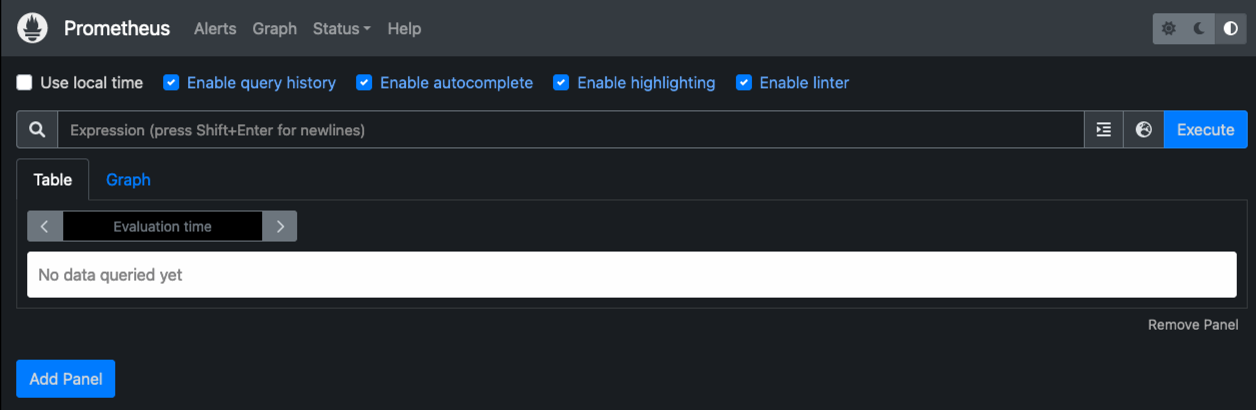 Prometheus Alerts Graph Status Help
Use local time Enable query history Enable autocomplete Enable highlighting Enable linter
Expression (press Shift+Enter for newlines) Execute
Table Graph
Evaluation time
No data queried yet
Remove Panel
Add Panel